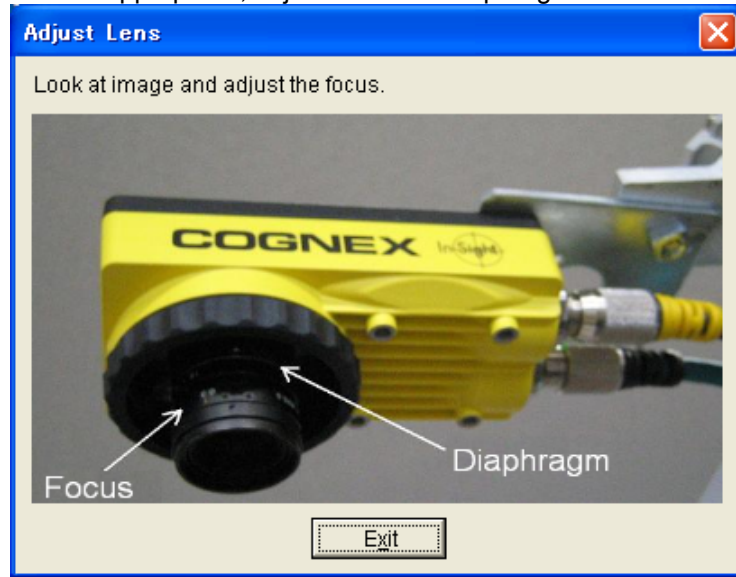 Adjust Lens
Look at image and adjust the focus.
COGNEX In-Sight
Diaphragm
Focus
Exit